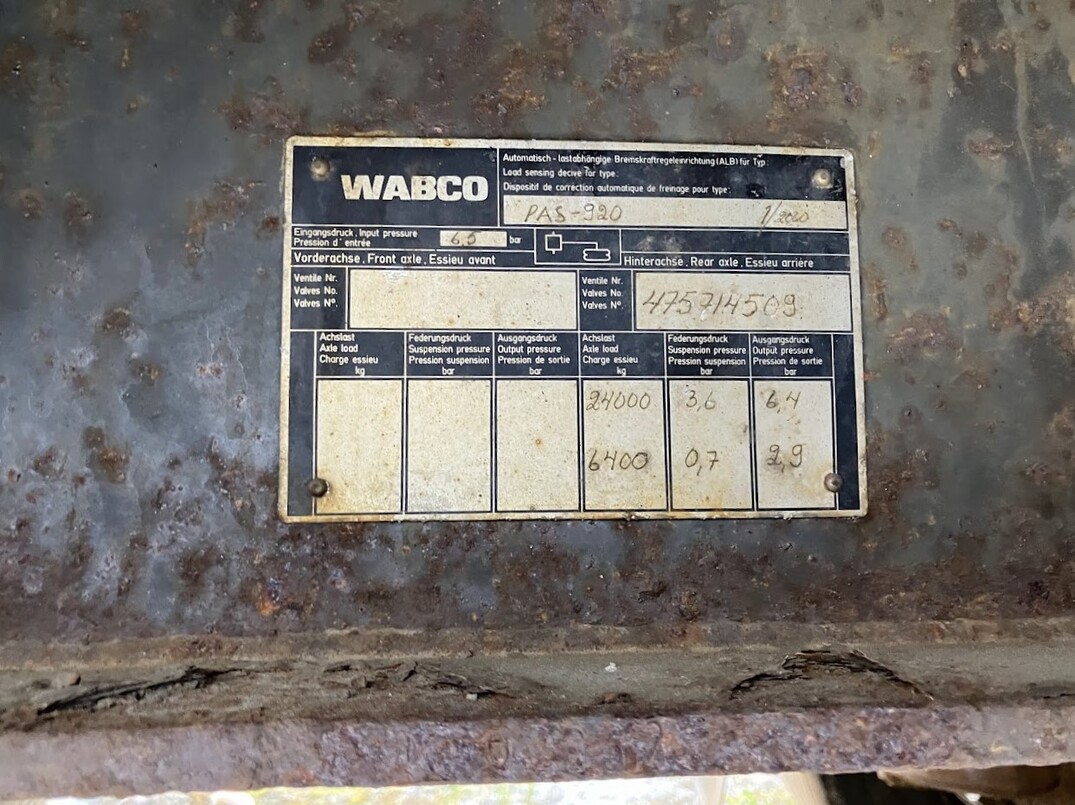 WABCO
Automatisch-lastabhängige Bremskraftregeleinrichtung (ALB) für Typ:
Load sensing decive for type:
Dispositif de correction automatique de freinage pour type:
PAS-920 1/2000
Eingangsdruck, Input pressure
Pression d'entrée
6,5 bar
Vorderachse, Front axle, Essieu avant
Hinterachse, Rear axle, Essieu arriére
Ventile Nr.
Valves No.
Valves Nº.
Ventile Nr.
Valves No.
Valves Nº
475714509
Achslast
Axle load
Charge essieu
kg
Federungsdruck
Suspension pressure
Pression suspension
bar
Ausgangsdruck
Output pressure
Pression de sortie
bar
Achslast
Axle load
Charge essieu
kg
Federungsdruck
Suspension pressure
Pression suspension
bar
Ausgangsdruck
Output pressure
Pression de sortie
bar
24000 3,6 6,4
6400 0,7 2,9